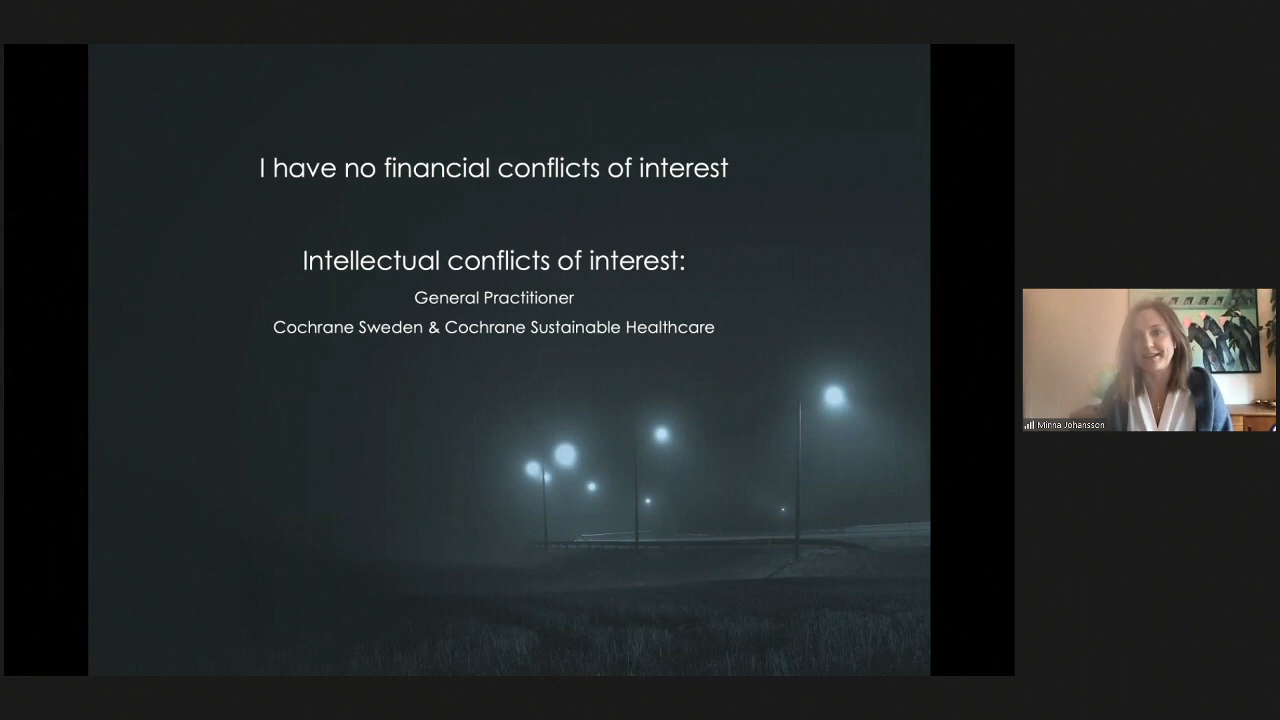 I have no financial conflicts of interest
Intellectual conflicts of interest:
General Practitioner
Cochrane Sweden & Cochrane Sustainable Healthcare
Minna Johansson